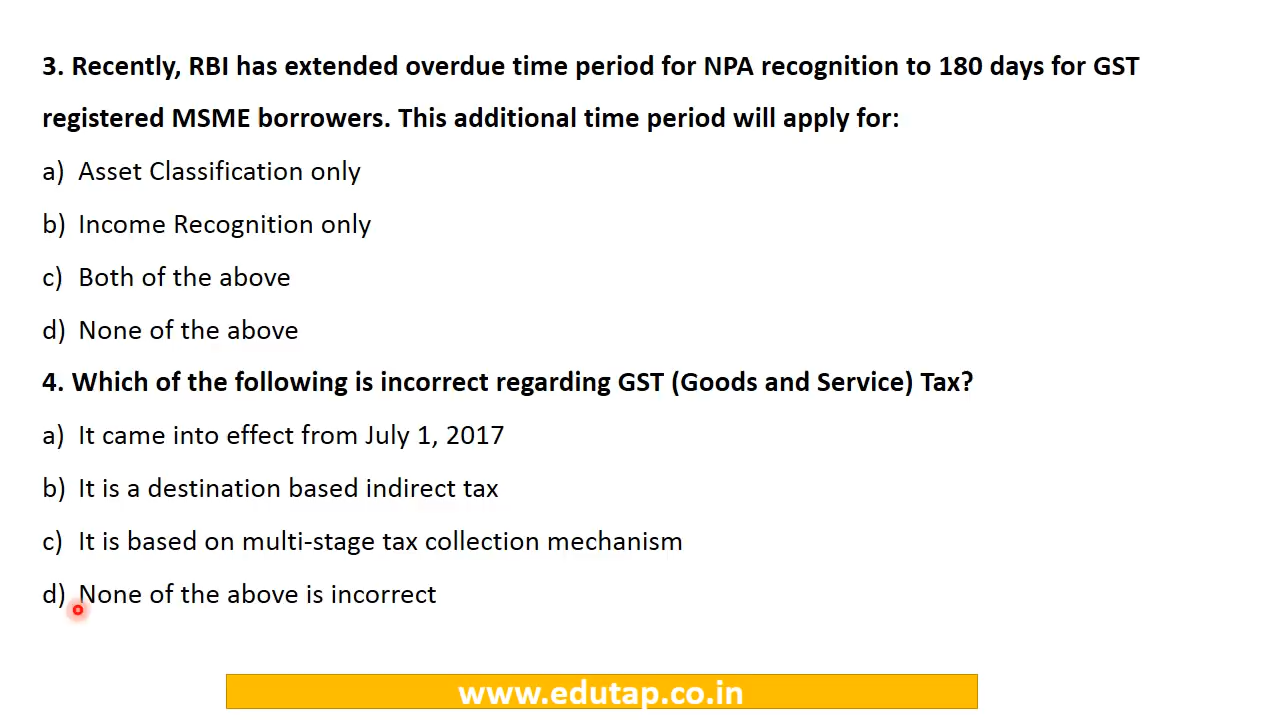 3. Recently, RBI has extended overdue time period for NPA recognition to 180 days for GST
registered MSME borrowers. This additional time period will apply for:
a) Asset Classification only
b) Income Recognition only
c) Both of the above
d) None of the above
4. Which of the following is incorrect regarding GST (Goods and Service) Tax?
a) It came into effect from July 1, 2017
b) It is a destination based indirect tax
c) It is based on multi-stage tax collection mechanism
d) None of the above is incorrect
www.edutap.co.in